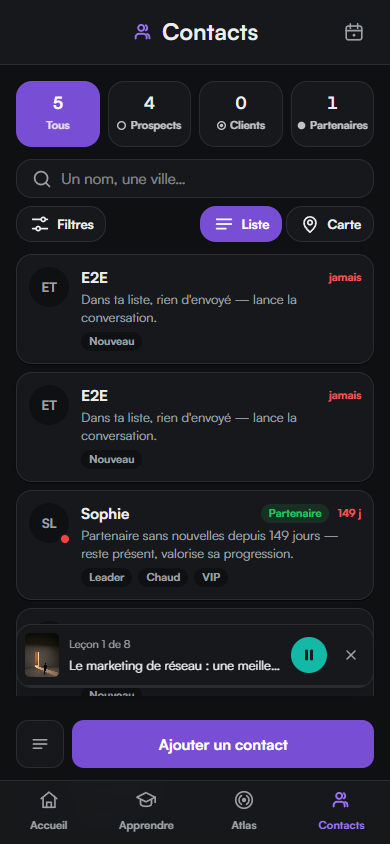 Contacts
5
Tous
4
Prospects
0
Clients
1
Partenaires
Un nom, une ville...
Filtres
Liste
Carte
ET
E2E
jamais
Dans ta liste, rien d'envoyé — lance la
conversation.
Nouveau
ET
E2E
jamais
Dans ta liste, rien d'envoyé — lance la
conversation.
Nouveau
SL
Sophie
Partenaire
149 j
Partenaire sans nouvelles depuis 149 jours —
reste présent, valorise sa progression.
Leader
Chaud
VIP
Leçon 1 de 8
Le marketing de réseau : une meille...
Nouveau
Ajouter un contact
Accueil
Apprendre
Atlas
Contacts